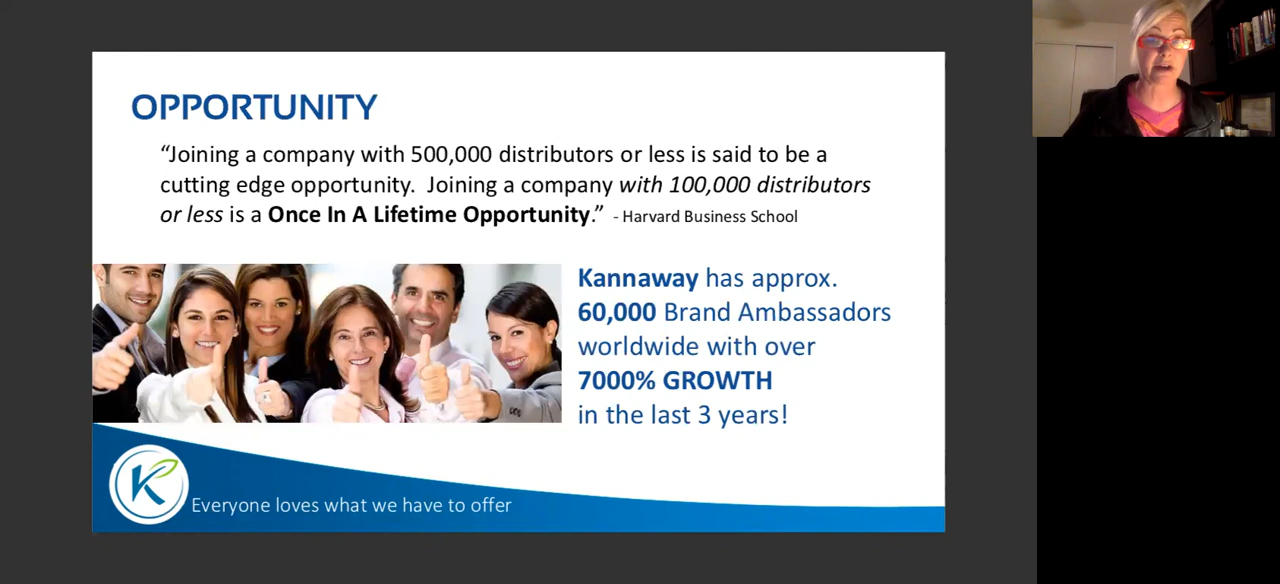 OPPORTUNITY
“Joining a company with 500,000 distributors or less is said to be a
cutting edge opportunity. Joining a company with 100,000 distributors
or less is a Once In A Lifetime Opportunity.” - Harvard Business School
Kannaway has approx.
60,000 Brand Ambassadors
worldwide with over
7000% GROWTH
in the last 3 years!
K
Everyone loves what we have to offer